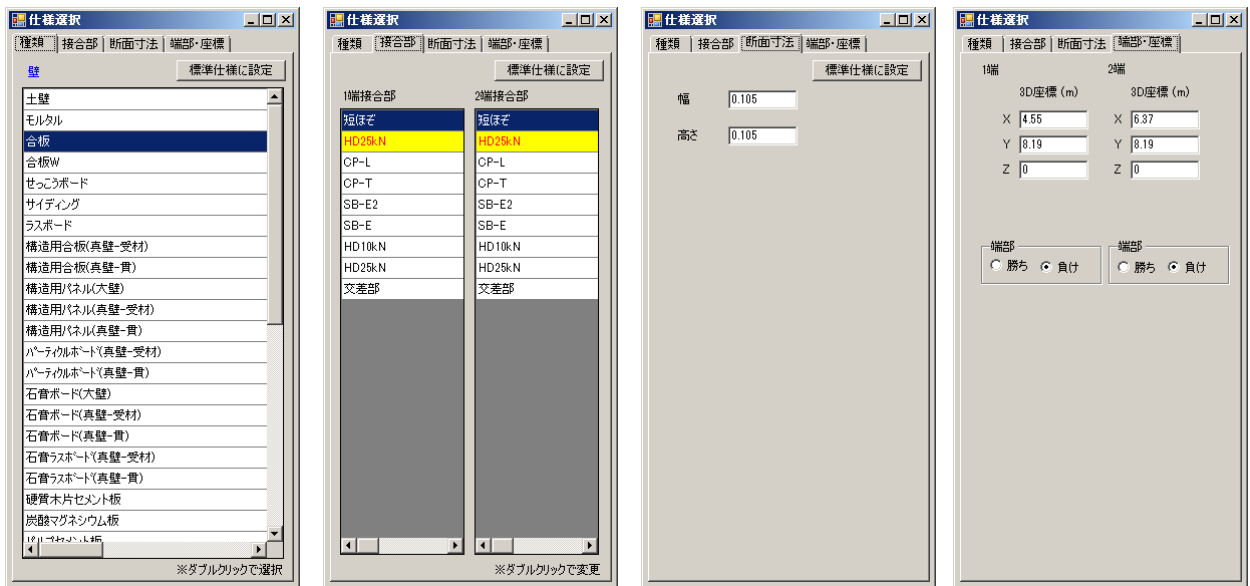 仕様選択
種類 接合部 断面寸法 端部・座標
壁 標準仕様に設定
土壁
モルタル
合板
合板W
せっこうボード
サイディング
ラスボード
構造用合板(真壁-受材)
構造用合板(真壁-貫)
構造用パネル(大壁)
構造用パネル(真壁-受材)
構造用パネル(真壁-貫)
パーティクルボード(真壁-受材)
パーティクルボード(真壁-貫)
石膏ボード(大壁)
石膏ボード(真壁-受材)
石膏ボード(真壁-貫)
石膏ラスボード(真壁-受材)
石膏ラスボード(真壁-貫)
硬質木片セメント板
炭酸マグネシウム板
パルプセメント板
※ダブルクリックで選択
仕様選択
種類 接合部 断面寸法 端部・座標
標準仕様に設定
1端接合部 2端接合部
短ほぞ 短ほぞ
HD25kN HD25kN
CP-L CP-L
CP-T CP-T
SB-E2 SB-E2
SB-E SB-E
HD10kN HD10kN
HD25kN HD25kN
交差部 交差部
※ダブルクリックで変更
仕様選択
種類 接合部 断面寸法 端部・座標
標準仕様に設定
幅 0.105
高さ 0.105
仕様選択
種類 接合部 断面寸法 端部・座標
1端 2端
3D座標 (m) 3D座標 (m)
X 4.55 X 6.37
Y 8.19 Y 8.19
Z 0 Z 0
端部 端部
勝ち 負け 勝ち 負け